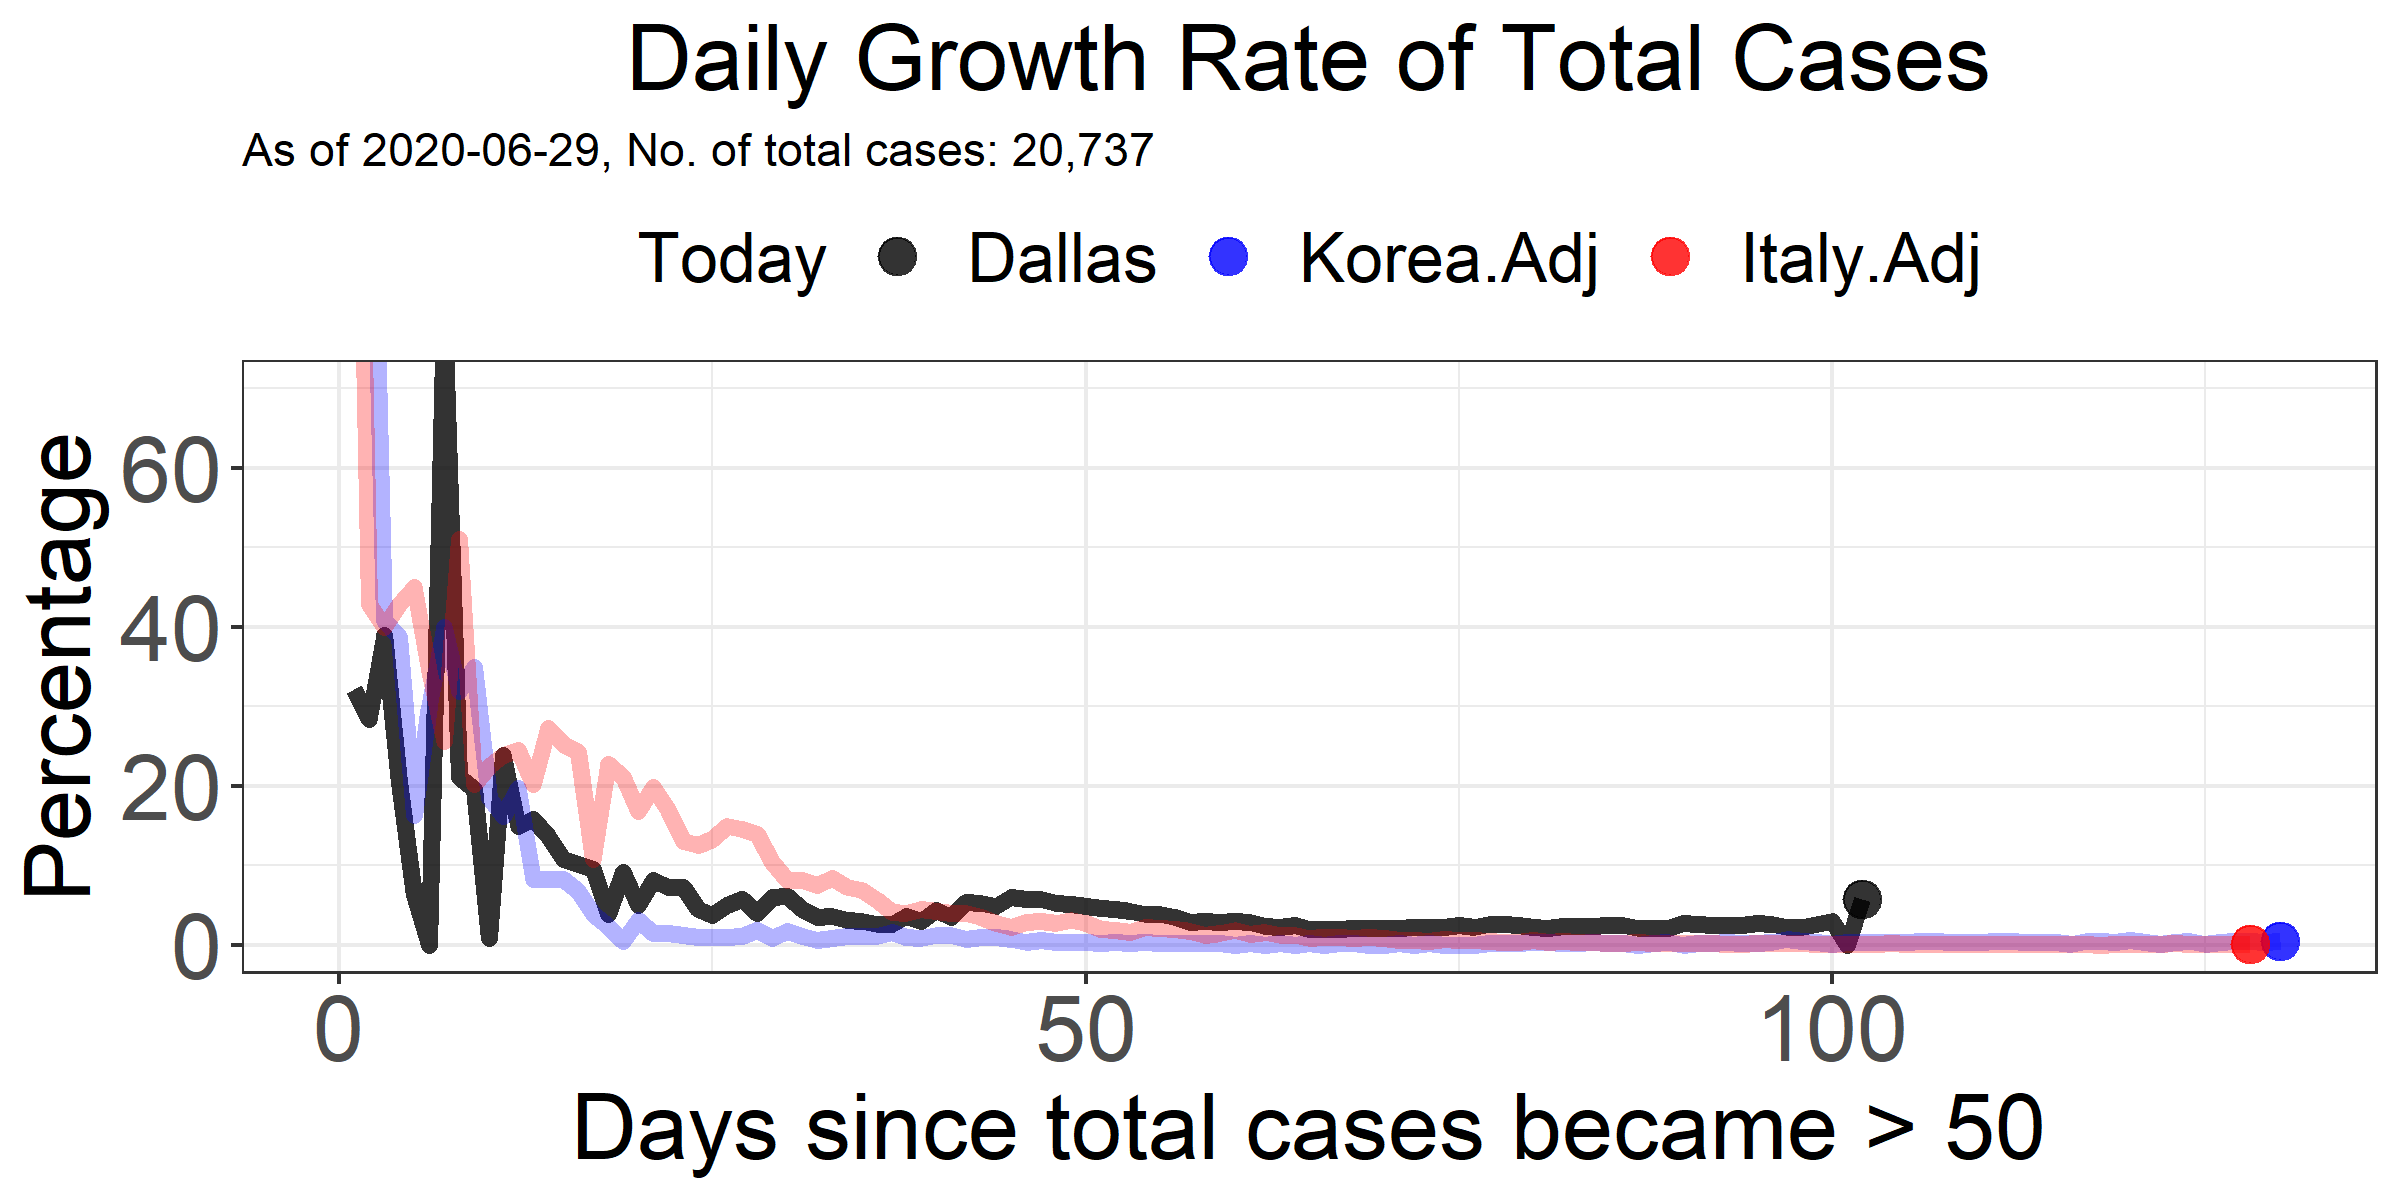 Daily Growth Rate of Total Cases
As of 2020-06-29, No. of total cases: 20,737
Today Dallas Korea.Adj Italy.Adj
Percentage
60
40
20
0
0 50 100
Days since total cases became > 50